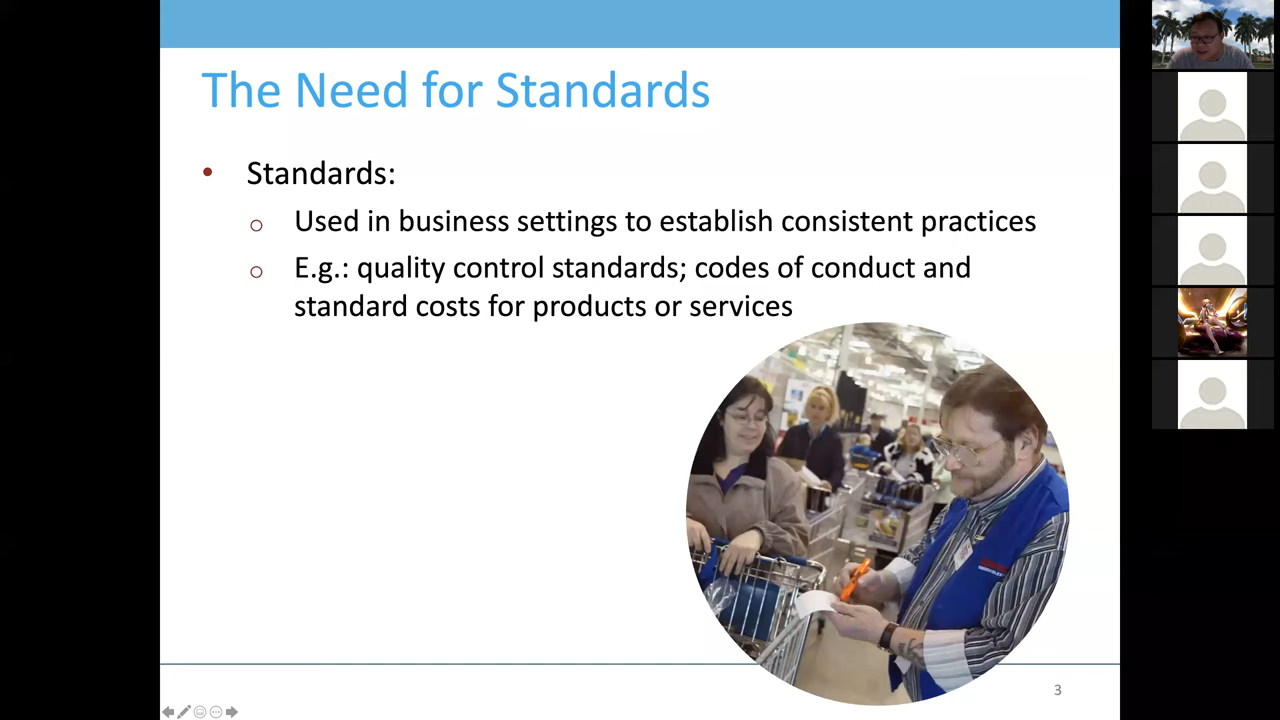 The Need for Standards
• Standards:
o Used in business settings to establish consistent practices
o E.g.: quality control standards; codes of conduct and
standard costs for products or services
3